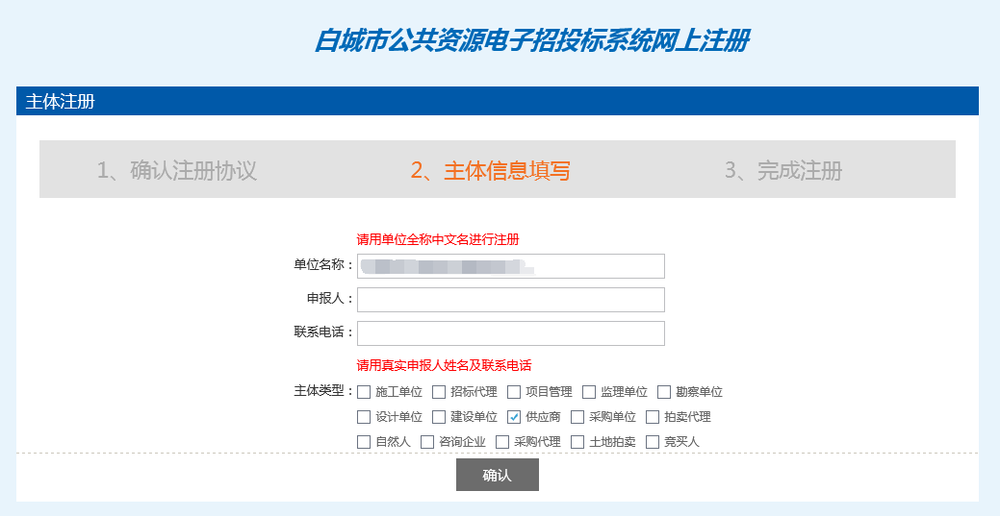 白城市公共资源电子招投标系统网上注册
主体注册
1、确认注册协议 2、主体信息填写 3、完成注册
请用单位全称中文名进行注册
单位名称：
申报人：
联系电话：
请用真实申报人姓名及联系电话
主体类型： 施工单位 招标代理 项目管理 监理单位 勘察单位
设计单位 建设单位 供应商 采购单位 拍卖代理
自然人 咨询企业 采购代理 土地拍卖 竞买人
确认